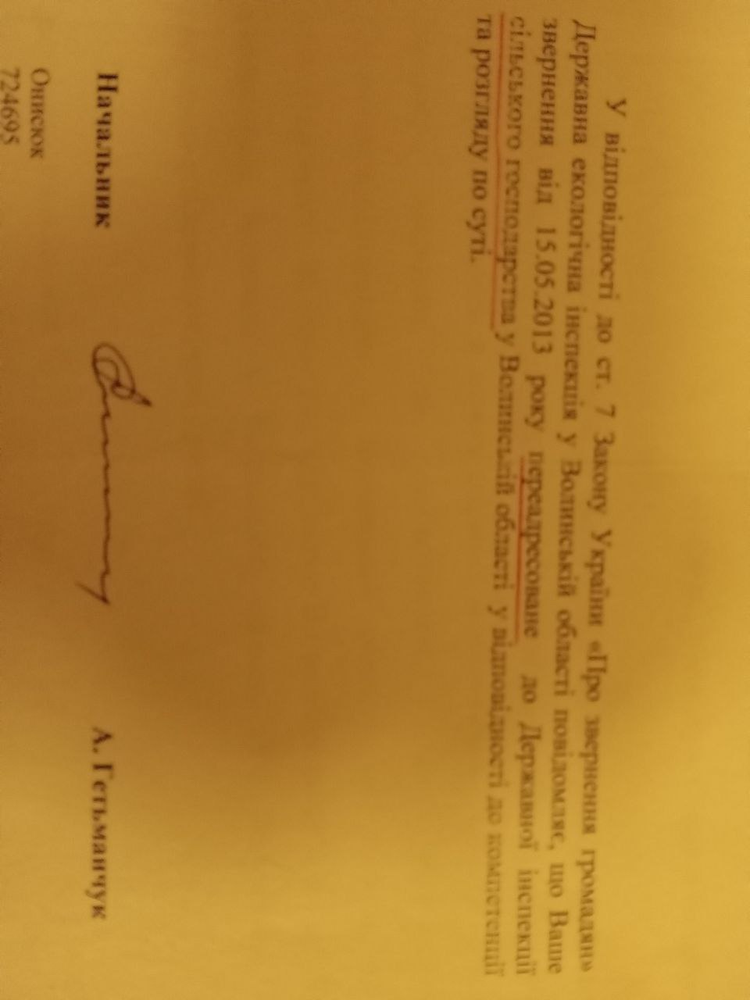 У відповідності до ст. 7 Закону України «Про звернення громадян»
Державна екологічна інспекція у Волинській області повідомляє, що Ваше
звернення від 15.05.2013 року переадресоване до Державної інспекції
сільського господарства у Волинській області у відповідності до компетенції
та розгляду по суті.
Начальник А. Гетьманчук
Онисюк
724695